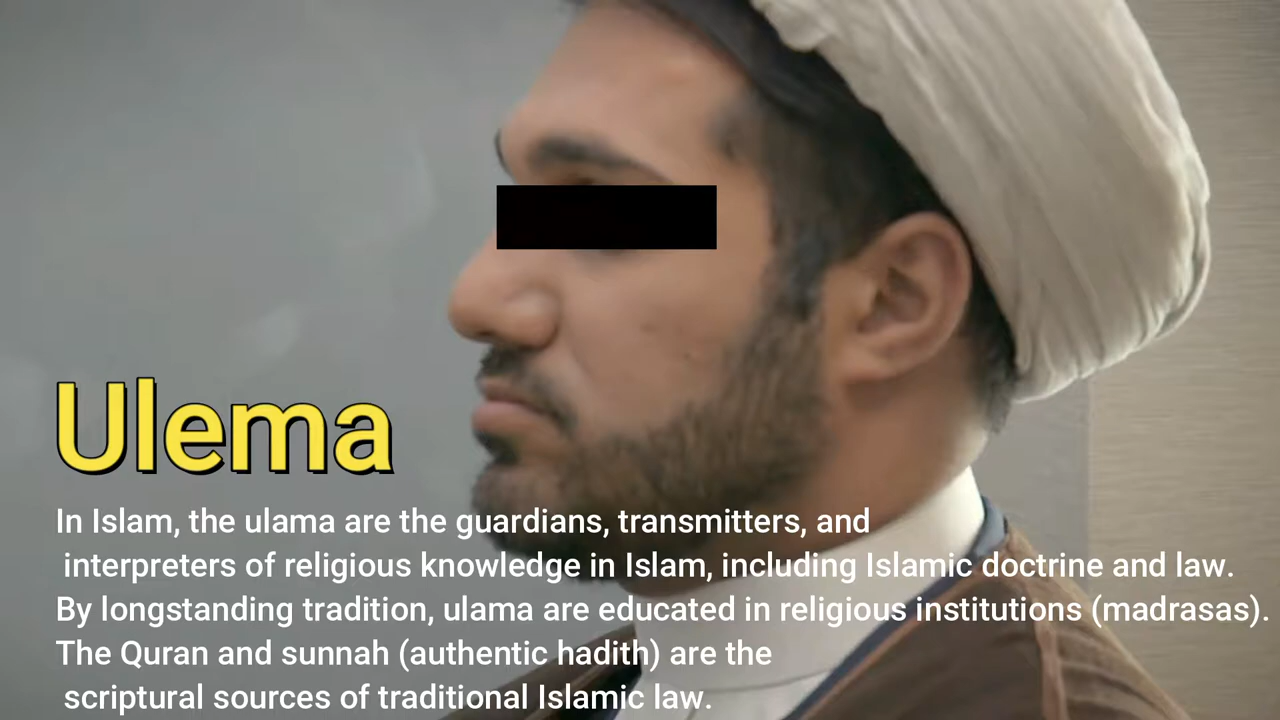 Ulema
In Islam, the ulama are the guardians, transmitters, and
interpreters of religious knowledge in Islam, including Islamic doctrine and law.
By longstanding tradition, ulama are educated in religious institutions (madrasas).
The Quran and sunnah (authentic hadith) are the
scriptural sources of traditional Islamic law.